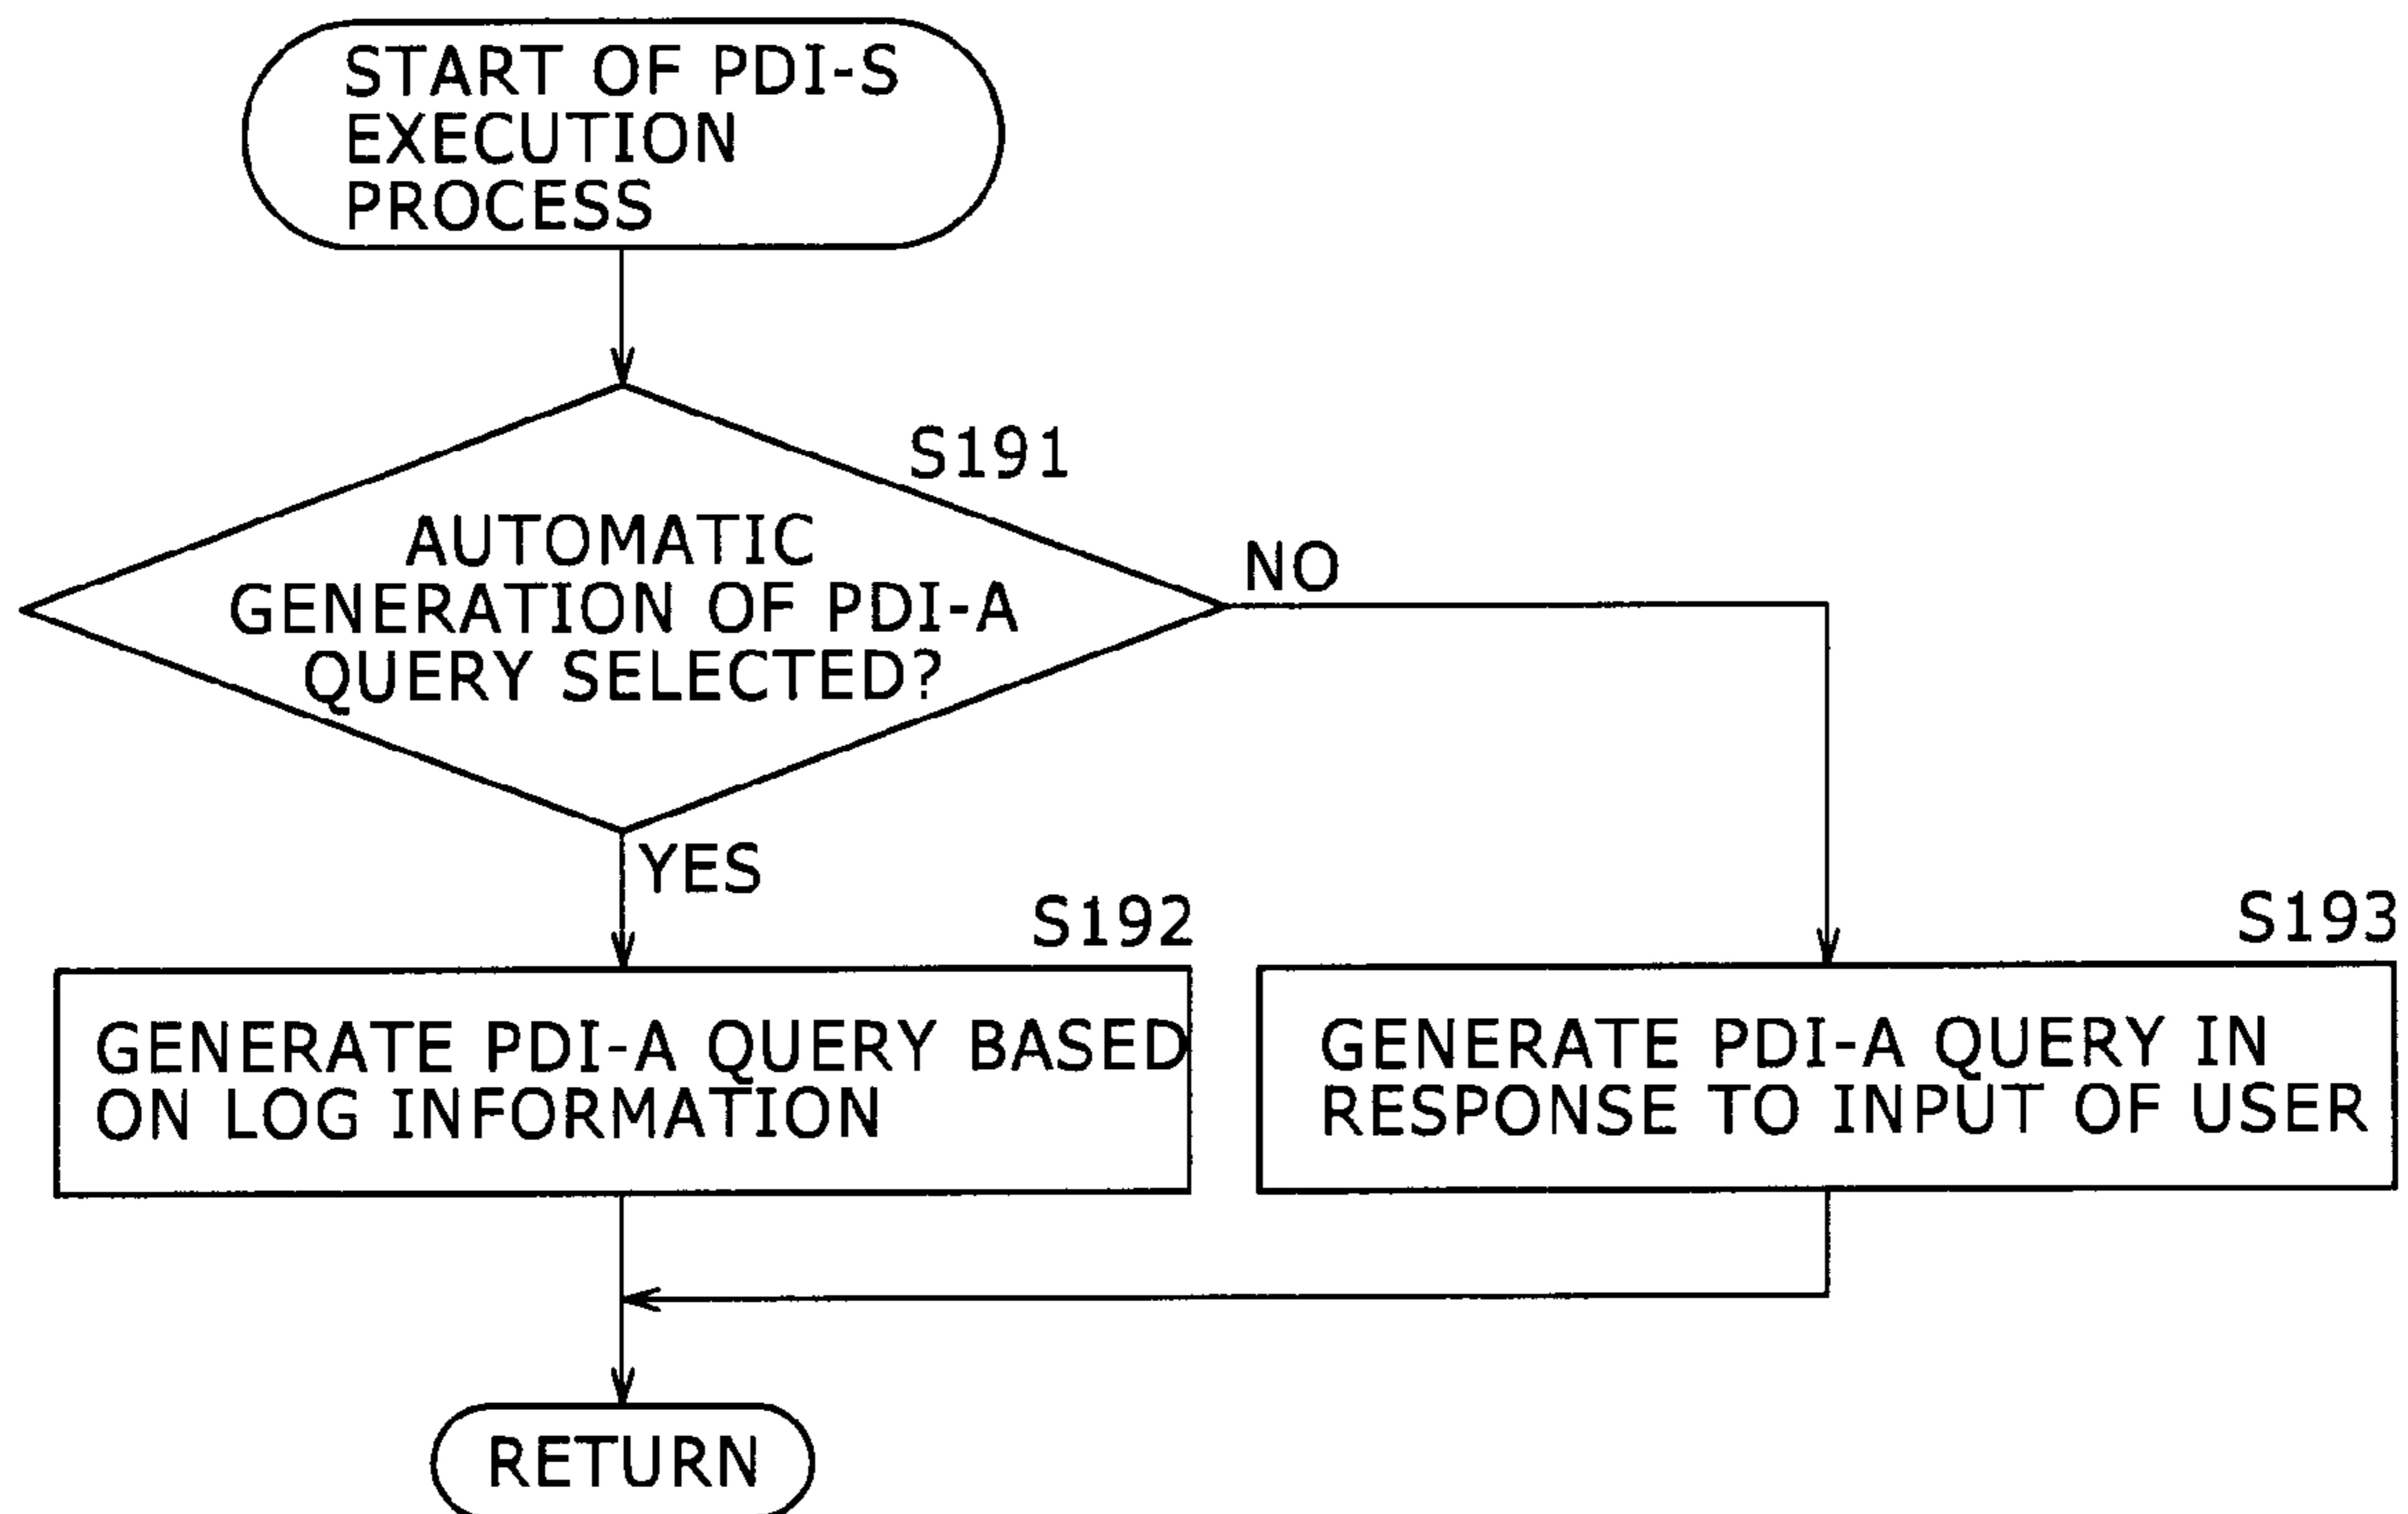 START OF PDI-S
EXECUTION
PROCESS
S191
AUTOMATIC
GENERATION OF PDI-A
QUERY SELECTED?
NO
YES
S192
GENERATE PDI-A QUERY BASED
ON LOG INFORMATION
S193
GENERATE PDI-A QUERY IN
RESPONSE TO INPUT OF USER
RETURN